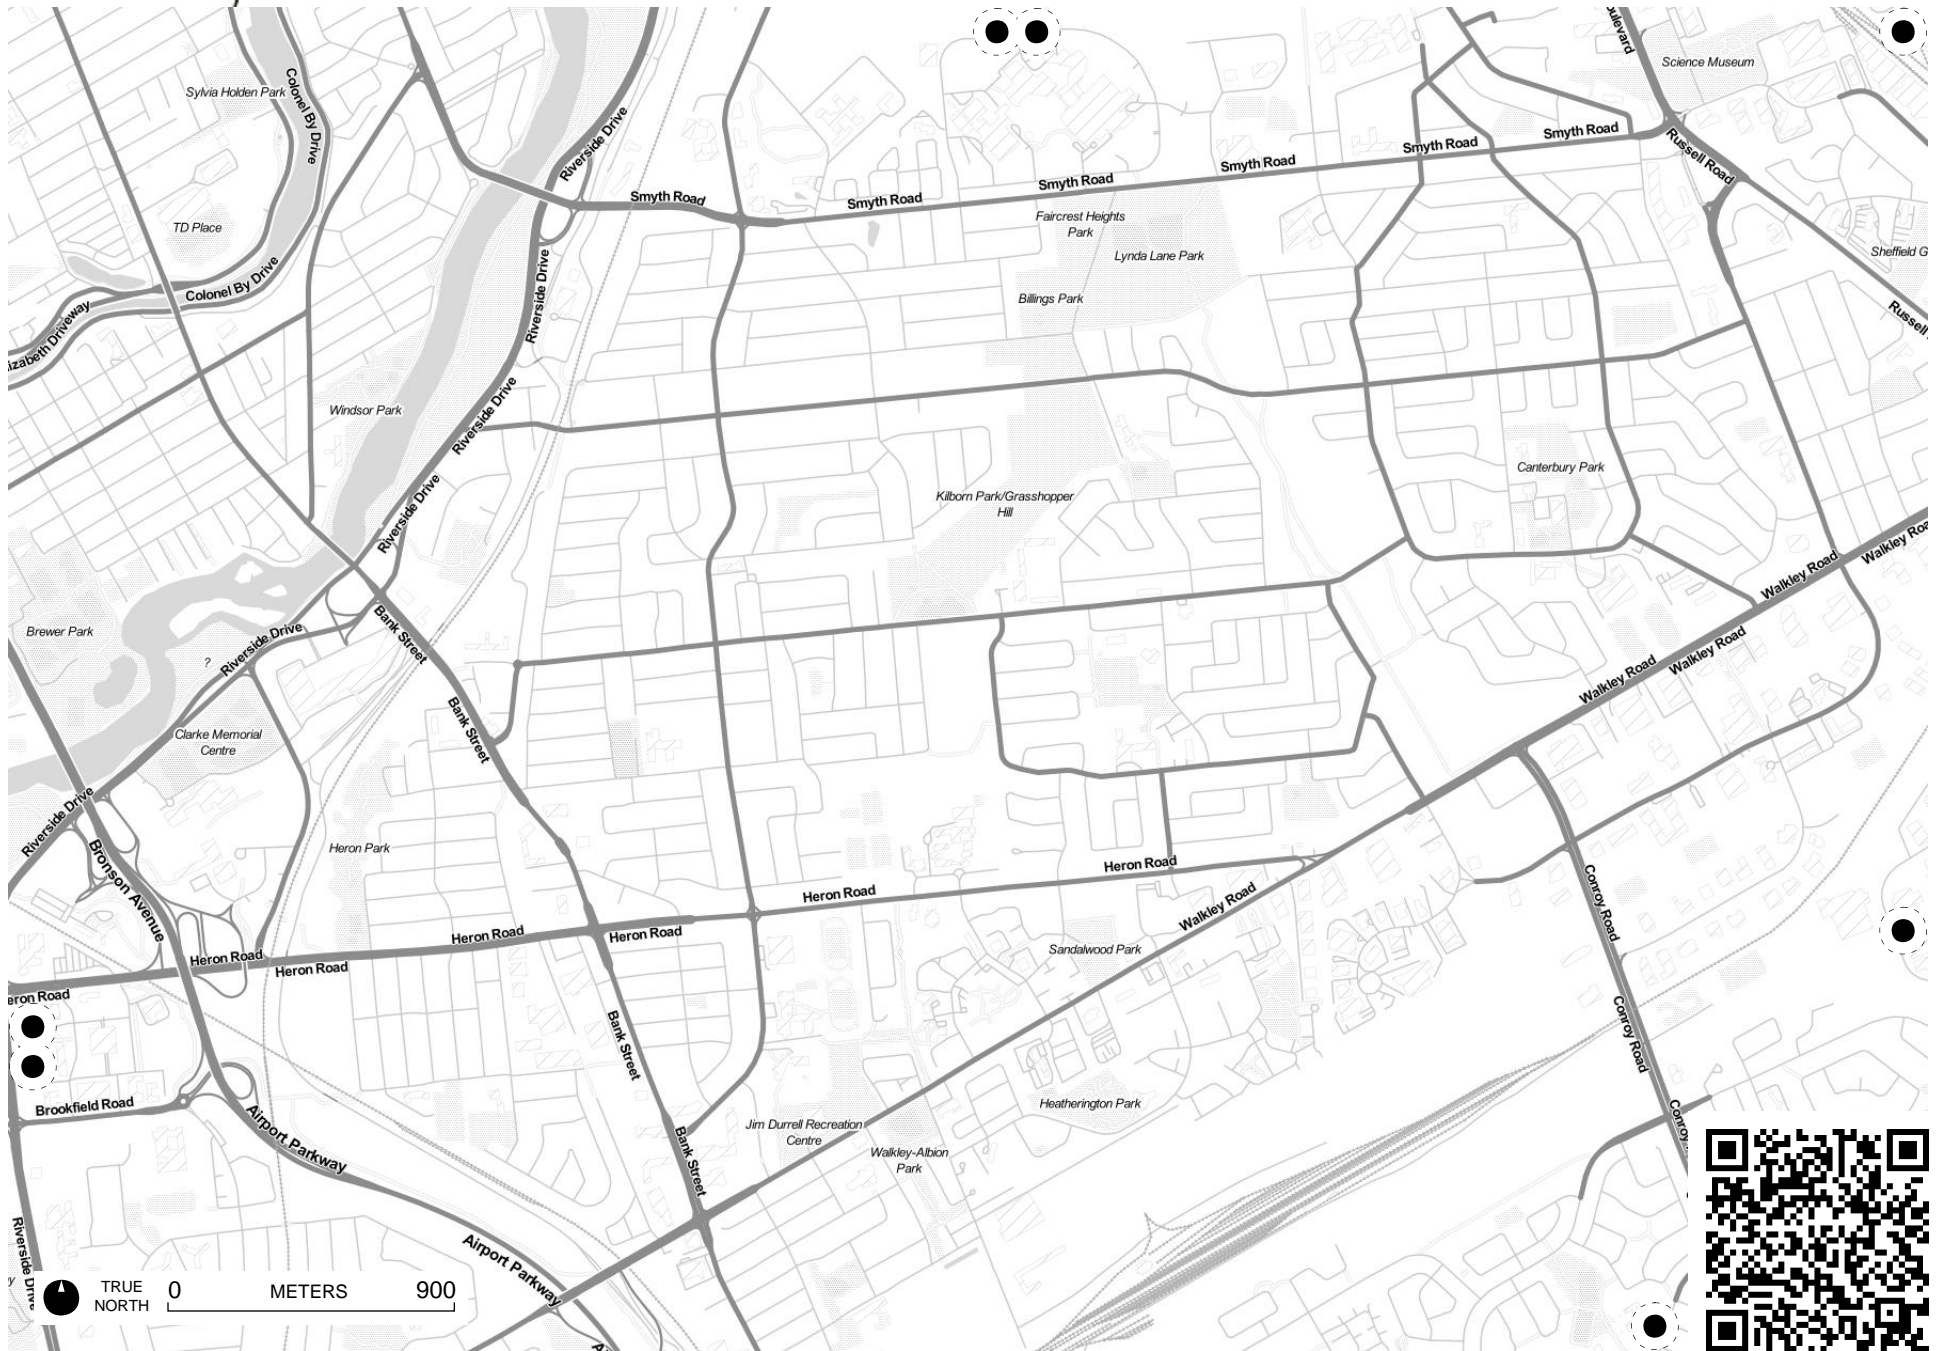 oulevard
Science Museum
Sylvia Holden Park
Colonel By Drive
Riverside Drive
Smyth Road
Smyth Road
Russell Road
Smyth Road
Smyth Road
Smyth Road
Smyth Road
Faircrest Heights
Park
TD Place
Lynda Lane Park
Sheffield G
Colonel By Drive
Riverside Drive
Billings Park
lizabeth Driveway
Russell
Windsor Park
Riverside Drive
Canterbury Park
Kilborn Park/Grasshopper
Hill
Riverside Drive
Walkley Roa
Walkley Road
Brewer Park
Bank Street
Riverside Drive
?
Walkley Road
Walkley Road
Bank Street
Clarke Memorial
Centre
Riverside Drive
Heron Park
Bronson Avenue
Heron Road
Heron Road
Walkley Road
Conroy Road
Heron Road
Heron Road
Sandalwood Park
Heron Road
Heron Road
eron Road
Bank Street
Conroy Road
Brookfield Road
Heatherington Park
Conroy
Airport Parkway
Jim Durrell Recreation
Centre
Bank Street
Walkley-Albion
Park
Riverside Drive
Airport Parkway
TRUE
NORTH
0 METERS 900